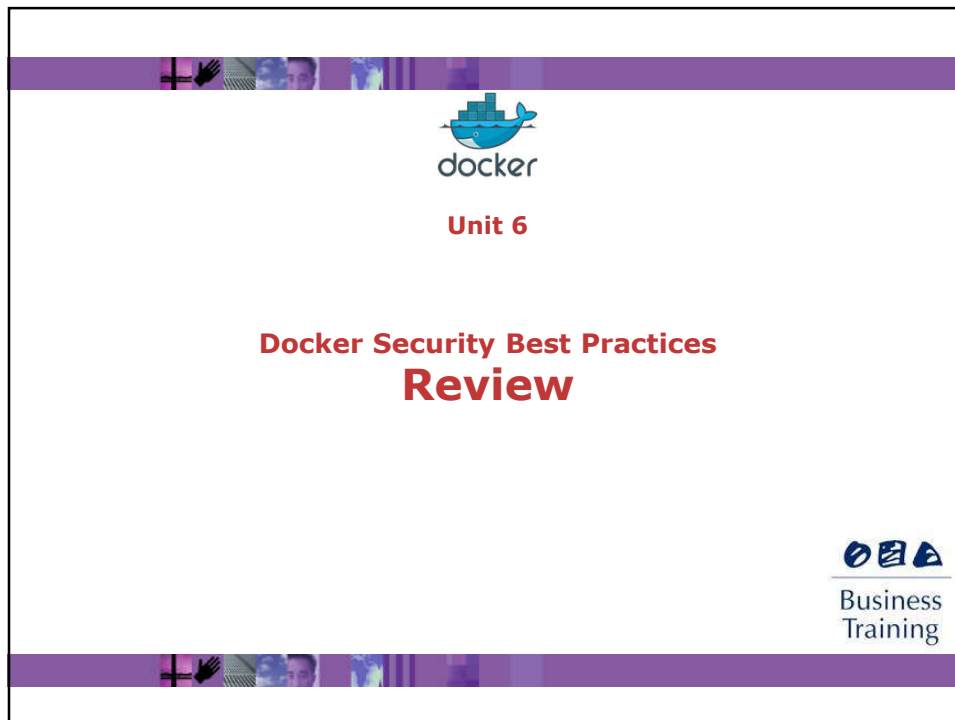 docker
Unit 6
Docker Security Best Practices
Review
Business
Training